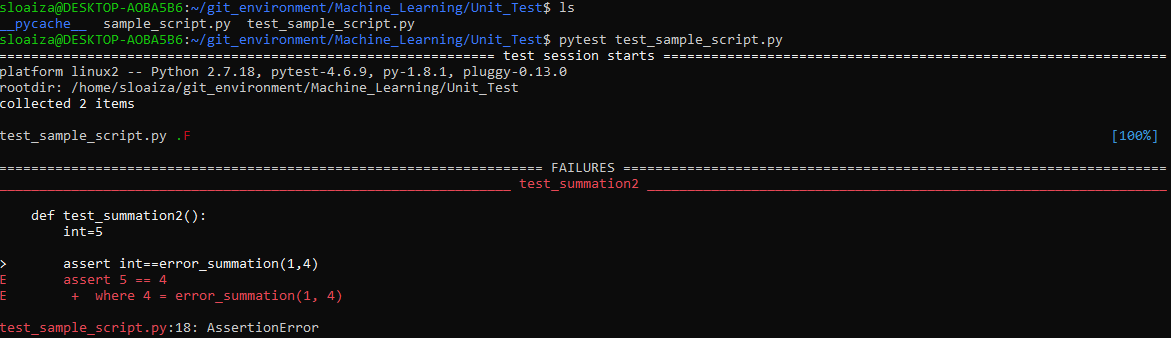 sloaiza@DESKTOP-AOBA5B6:~/git_environment/Machine_Learning/Unit_Test$ ls
__pycache__  sample_script.py  test_sample_script.py
sloaiza@DESKTOP-AOBA5B6:~/git_environment/Machine_Learning/Unit_Test$ pytest test_sample_script.py
============================================================== test session starts ===============================================================
platform linux2 -- Python 2.7.18, pytest-4.6.9, py-1.8.1, pluggy-0.13.0
rootdir: /home/sloaiza/git_environment/Machine_Learning/Unit_Test
collected 2 items
test_sample_script.py .F                                                                                                                   [100%]
==================================================================== FAILURES ====================================================================
________________________________________________________________ test_summation2 _________________________________________________________________
    def test_summation2():
        int=5
>       assert int==error_summation(1,4)
E       assert 5 == 4
E        +  where 4 = error_summation(1, 4)
test_sample_script.py:18: AssertionError